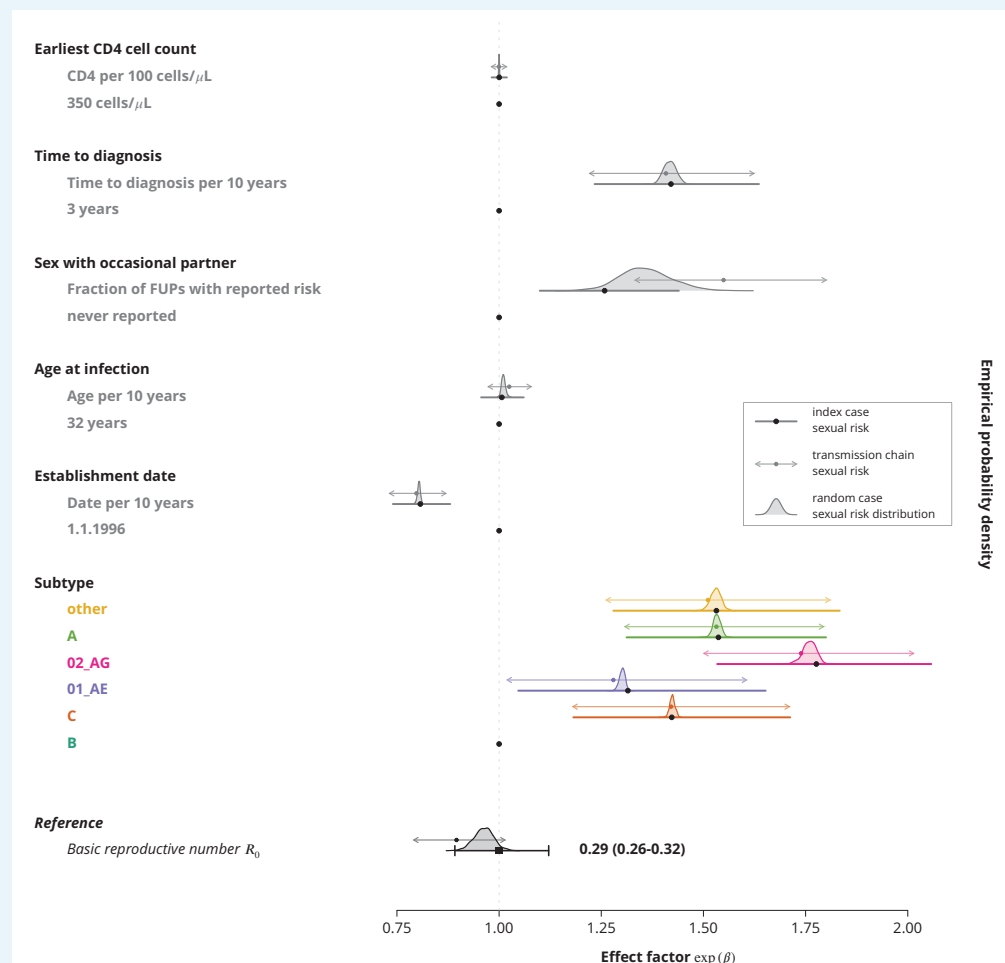 Earliest CD4 cell count
CD4 per 100 cells/μL
350 cells/μL
Time to diagnosis
Time to diagnosis per 10 years
3 years
Sex with occasional partner
Fraction of FUPs with reported risk
never reported
Age at infection
Age per 10 years
32 years
Establishment date
Date per 10 years
1.1.1996
Subtype
other
A
02_AG
01_AE
C
B
Reference
Basic reproductive number R₀
0.29 (0.26-0.32)
index case
sexual risk
transmission chain
sexual risk
random case
sexual risk distribution
Empirical probability density
0.75 1.00 1.25 1.50 1.75 2.00
Effect factor exp (β)